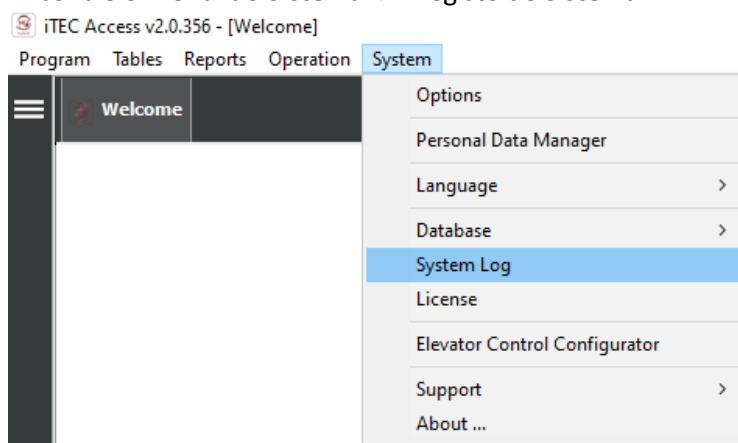 iTEC Access v2.0.356 - [Welcome]
Program Tables Reports Operation System
Welcome
Options
Personal Data Manager
Language
Database
System Log
License
Elevator Control Configurator
Support
About ...